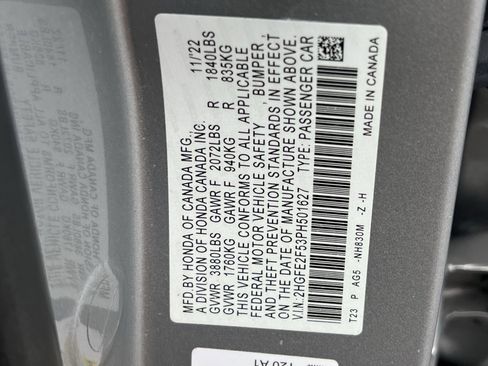 MFD. BY HONDA OF CANADA MFG., 11/'22
A DIVISION OF HONDA CANADA INC.
GVWR 3880LBS GAWR F 2072LBS R 1840LBS
GVWR 1760KG GAWR F 940KG R 835KG
THIS VEHICLE CONFORMS TO ALL APPLICABLE
FEDERAL MOTOR VEHICLE SAFETY BUMPER,
AND THEFT PREVENTION STANDARDS IN EFFECT
ON THE DATE OF MANUFACTURE SHOWN ABOVE.
V.I.N: 2HGFE2F53PH501627 TYPE: PASSENGER CAR
T23 P AG5 -NH830M -Z -H MADE IN CANADA
T20 A1